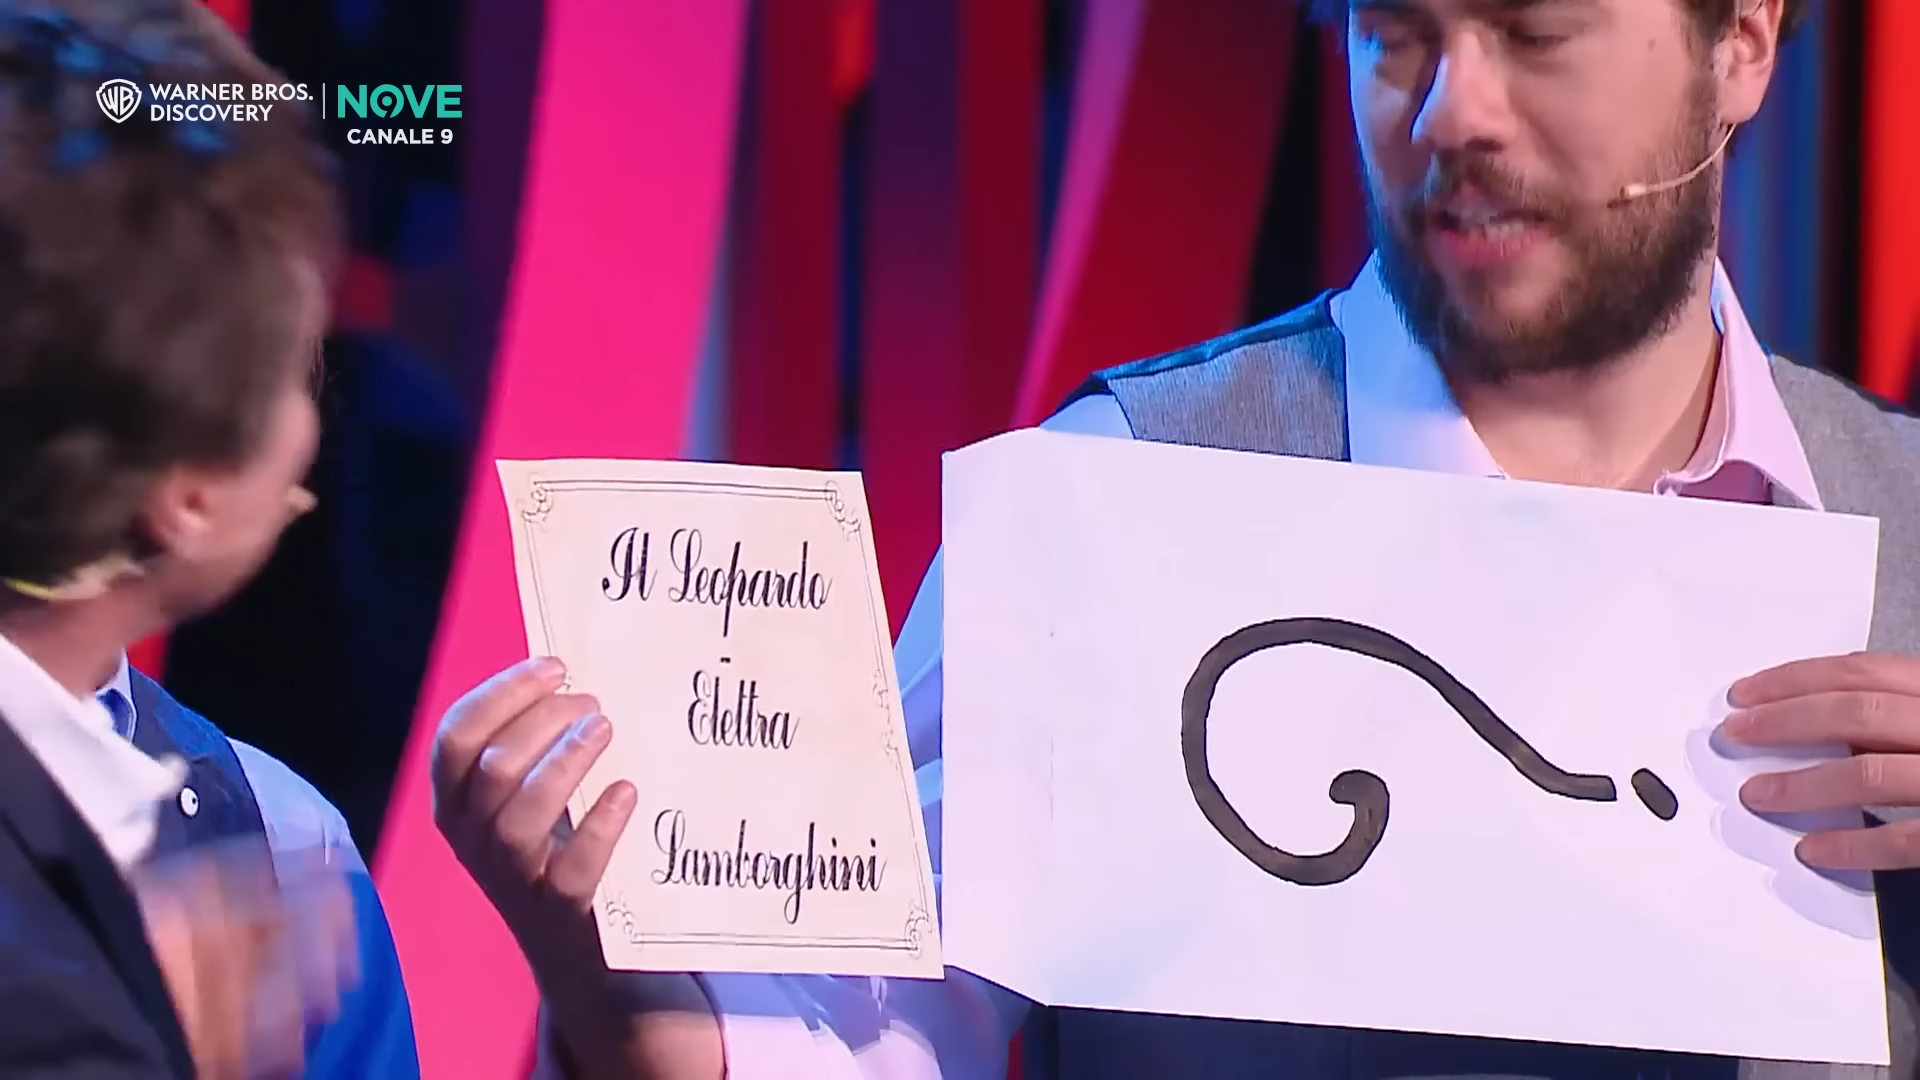 WARNER BROS.
DISCOVERY
NOVE
CANALE 9
Il Leopardo
-
Elettra
Lamborghini
?